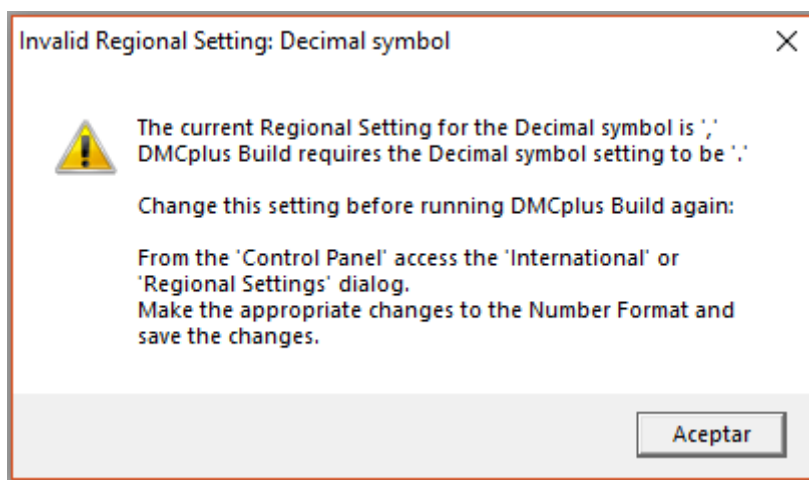 Invalid Regional Setting: Decimal symbol
The current Regional Setting for the Decimal symbol is ','
DMCplus Build requires the Decimal symbol setting to be '.'
Change this setting before running DMCplus Build again:
From the 'Control Panel' access the 'International' or
'Regional Settings' dialog.
Make the appropriate changes to the Number Format and
save the changes.
Aceptar